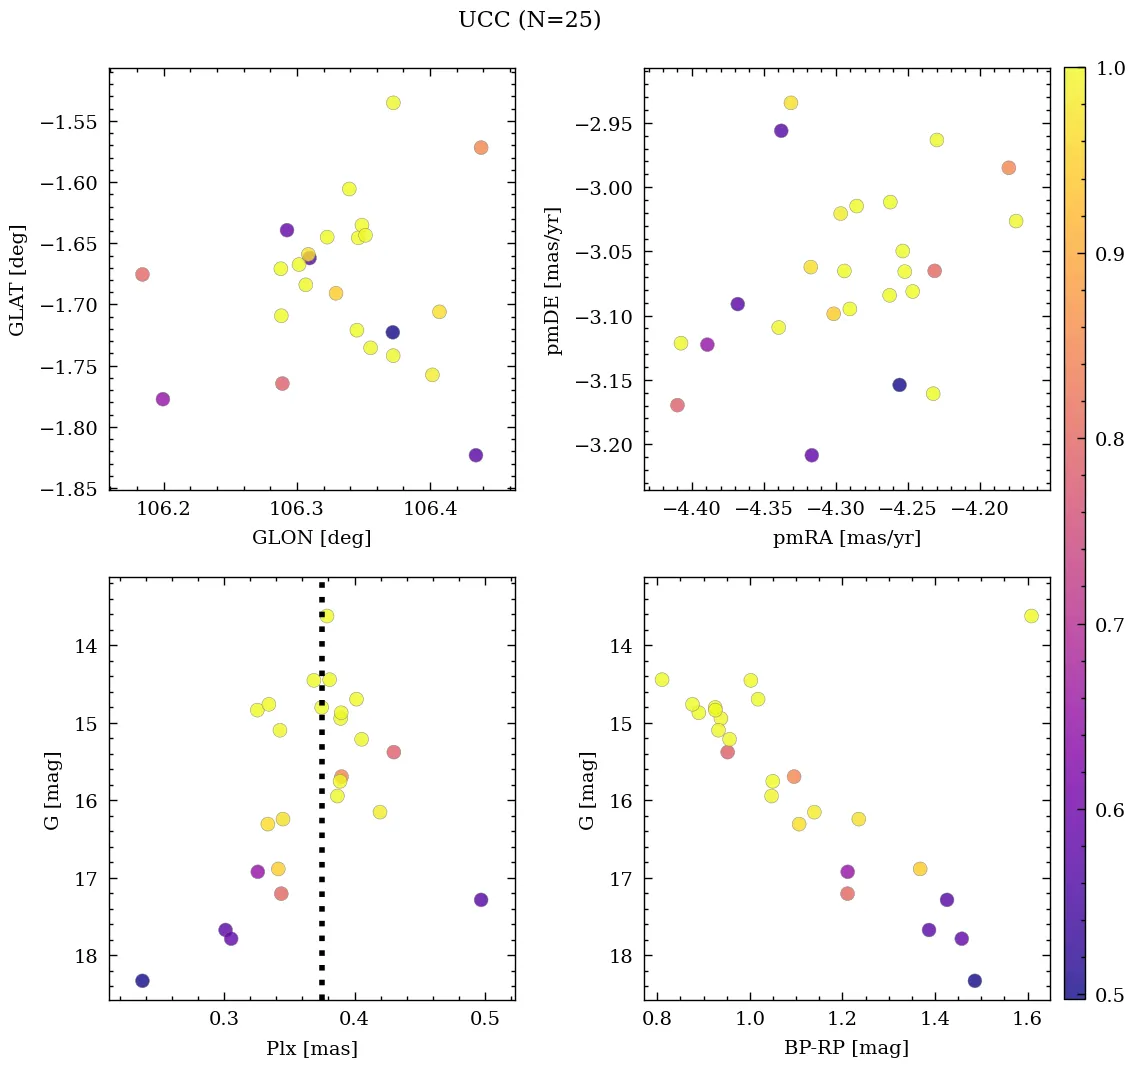 UCC (N=25)
−1.55
−1.60
−1.65
−1.70
−1.75
−1.80
−1.85
GLAT [deg]
106.2 106.3 106.4
GLON [deg]
−2.95
−3.00
−3.05
−3.10
−3.15
−3.20
pmDE [mas/yr]
−4.40 −4.35 −4.30 −4.25 −4.20
pmRA [mas/yr]
14
15
16
17
18
G [mag]
0.3 0.4 0.5
Plx [mas]
14
15
16
17
18
G [mag]
0.8 1.0 1.2 1.4 1.6
BP-RP [mag]
1.0
0.9
0.8
0.7
0.6
0.5